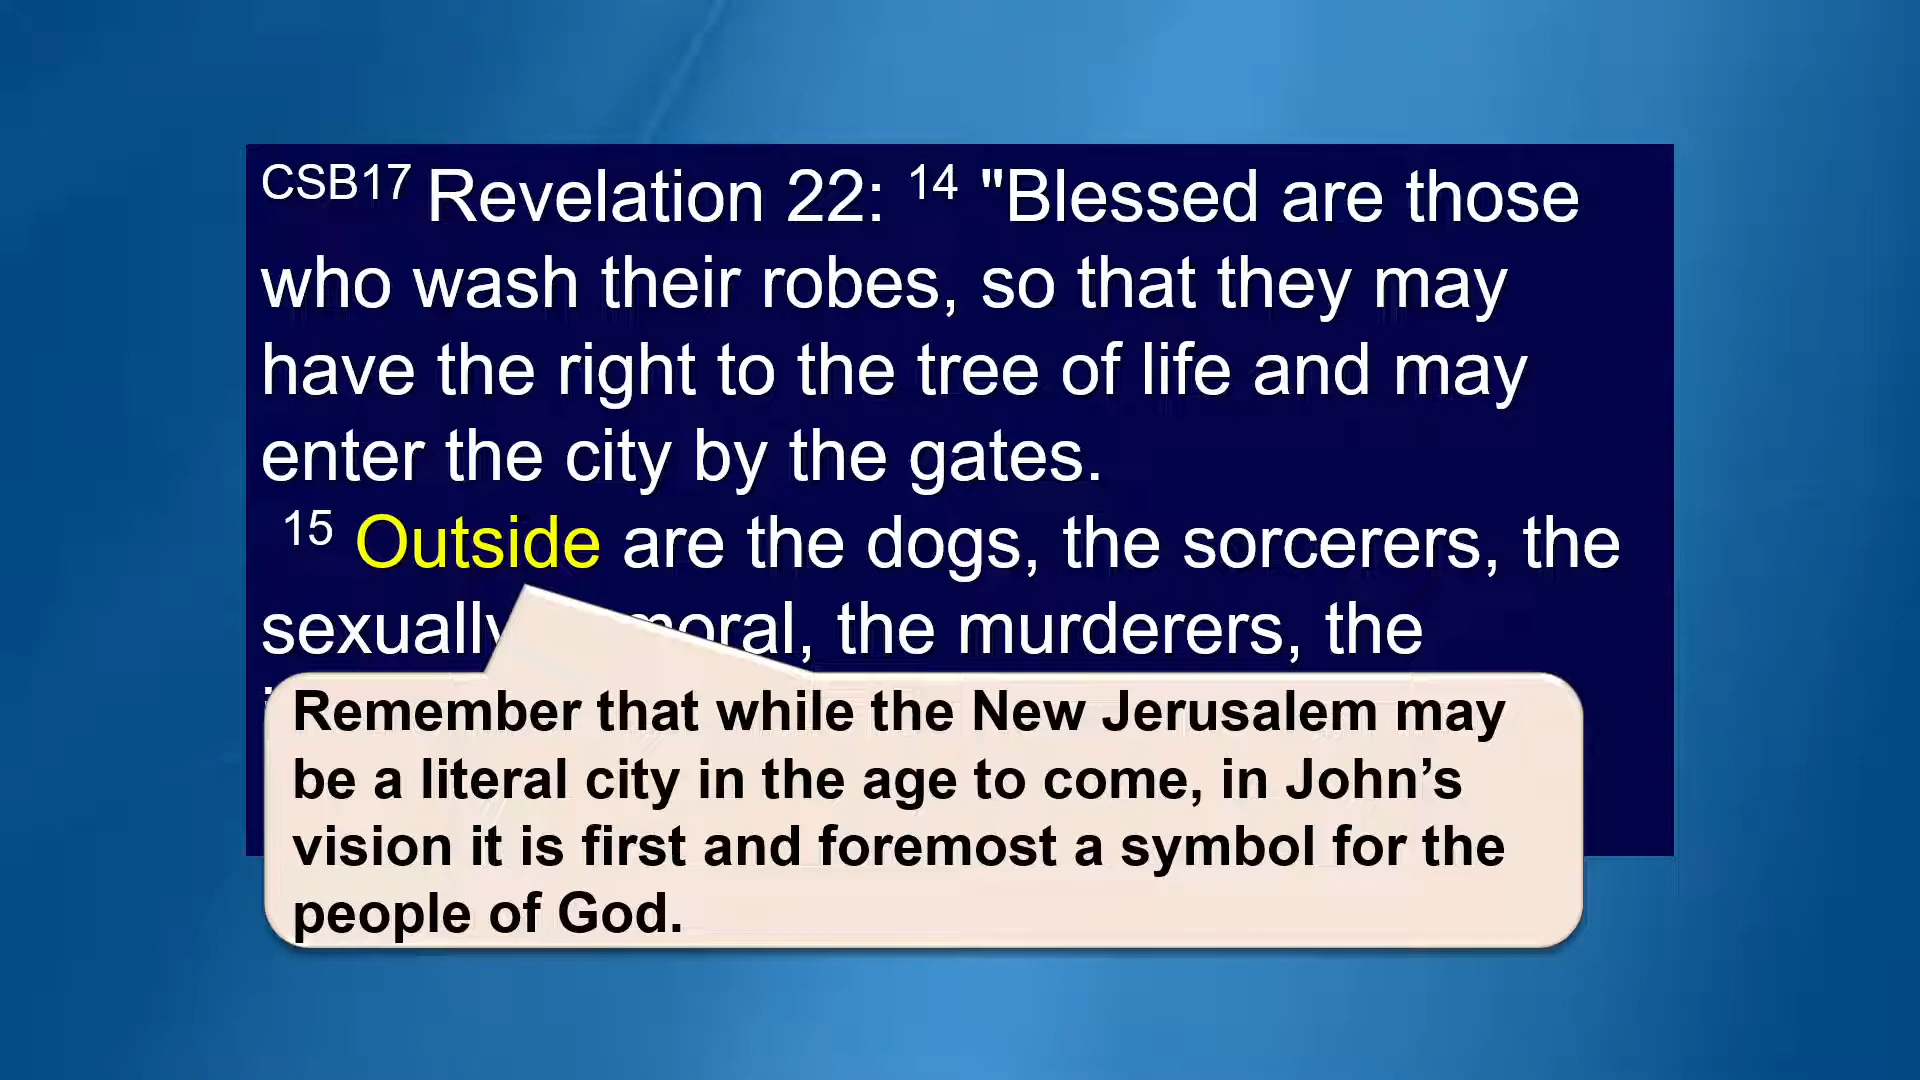 CSB17 Revelation 22: 14 "Blessed are those
who wash their robes, so that they may
have the right to the tree of life and may
enter the city by the gates.
15 Outside are the dogs, the sorcerers, the
sexually moral, the murderers, the
Remember that while the New Jerusalem may
be a literal city in the age to come, in John’s
vision it is first and foremost a symbol for the
people of God.